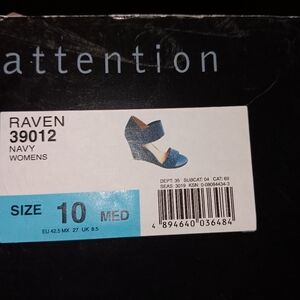 attention
RAVEN
39012
NAVY
WOMENS
DEPT: 35 SUBCAT: 04 CAT: 69
SEAS: 3019 KSN: 0-08084434-3
SIZE 10 MED
EU 42.5 MX 27 UK 8.5
4 894640 036484